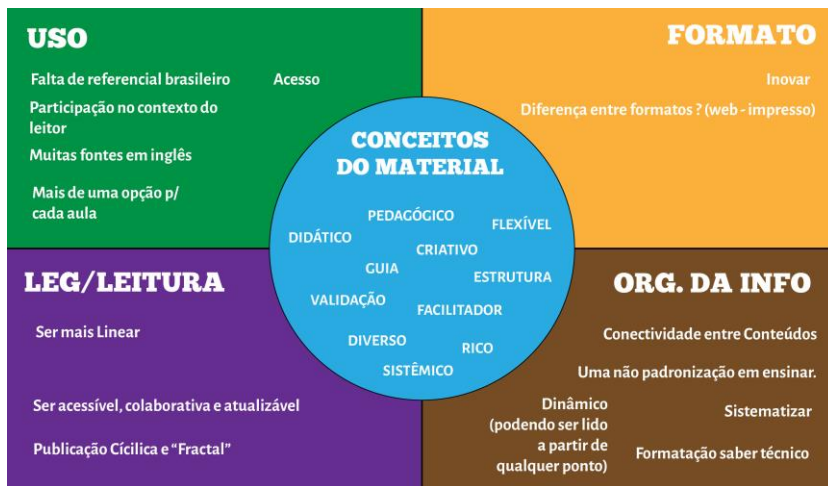 USO
Falta de referencial brasileiro
Acesso
Participação no contexto do
leitor
Muitas fontes em inglês
Mais de uma opção p/
cada aula
FORMATO
Inovar
Diferença entre formatos ? (web - impresso)
CONCEITOS
DO MATERIAL
PEDAGÓGICO
FLEXÍVEL
DIDÁTICO
CRIATIVO
GUIA
ESTRUTURA
VALIDAÇÃO
FACILITADOR
DIVERSO
RICO
SISTÊMICO
LEG/LEITURA
Ser mais Linear
Ser acessível, colaborativa e atualizável
Publicação Cícilica e “Fractal”
ORG. DA INFO
Conectividade entre Conteúdos
Uma não padronização em ensinar.
Dinâmico
(podendo ser lido
a partir de
qualquer ponto)
Sistematizar
Formatação saber técnico